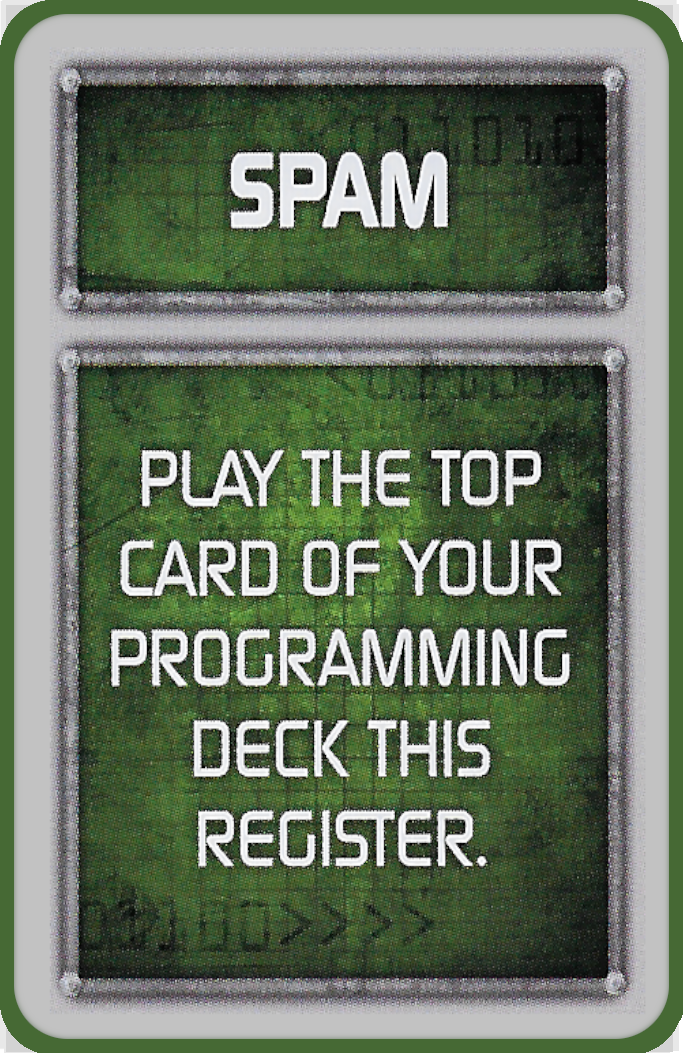 SPAM
PLAY THE TOP
CARD OF YOUR
PROGRAMMING
DECK THIS
REGISTER.